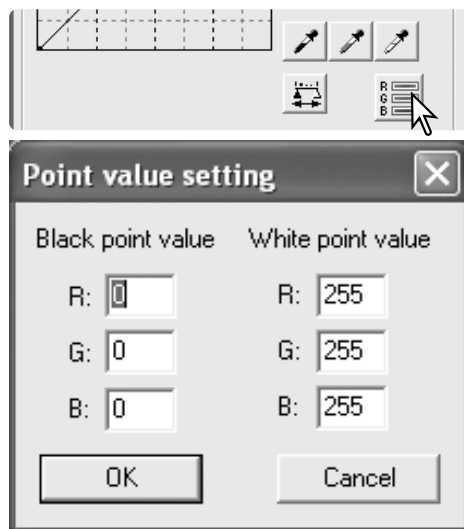 R
G
B
Point value setting
Black point value White point value
R: 0 R: 255
G: 0 G: 255
B: 0 B: 255
OK Cancel